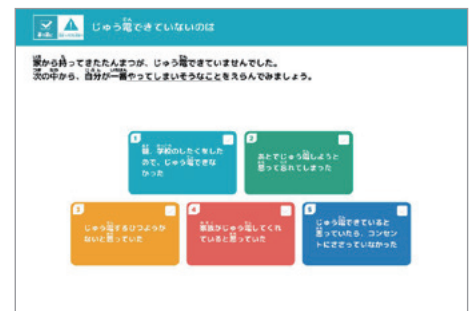 じゅう電できていないのは
家から持ってきたたんまつが、じゅう電できていませんでした。
次の中から、自分が一番やってしまいそうなことをえらんでみましょう。
1
朝、学校のしたくをした
ので、じゅう電できな
かった
2
あとでじゅう電しようと
思って忘れてしまった
3
じゅう電するひつようが
ないと思っていた
4
家族がじゅう電してくれ
ていると思っていた
5
じゅう電できていると
思っていたら、コンセン
トにささっていなかった